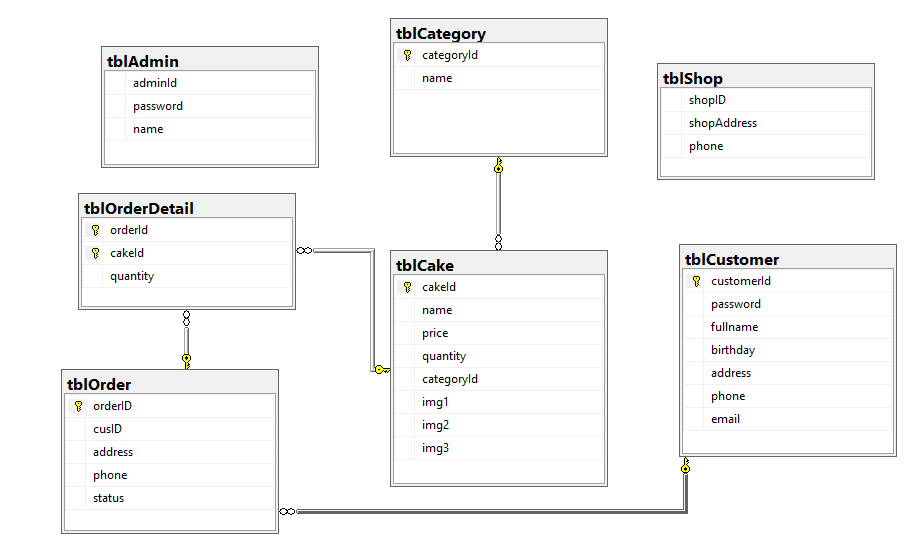 tblAdmin
adminId
password
name
tblCategory
categoryId
name
tblShop
shopID
shopAddress
phone
tblOrderDetail
orderId
cakeId
quantity
tblCake
cakeId
name
price
quantity
categoryId
img1
img2
img3
tblCustomer
customerId
password
fullname
birthday
address
phone
email
tblOrder
orderID
cusID
address
phone
status